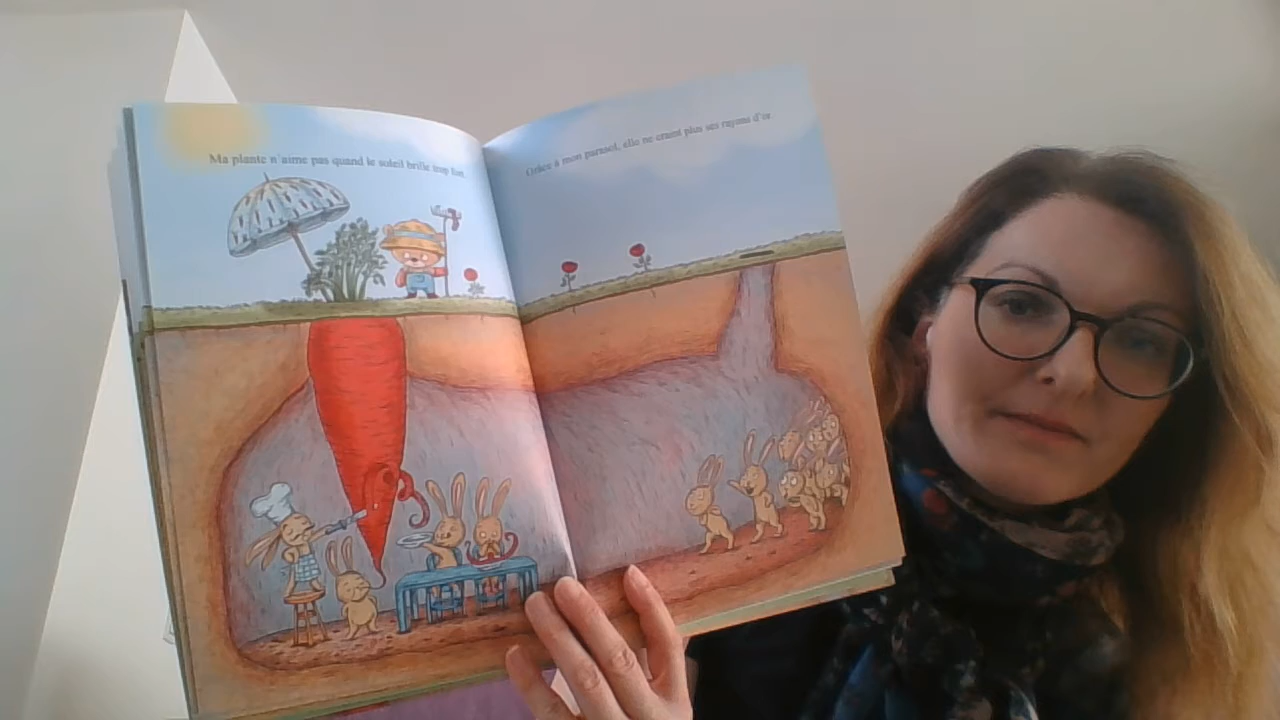 Ma plante n'aime pas quand le soleil brille trop fort.
Grâce à mon parasol, elle ne craint plus ses rayons d'or.